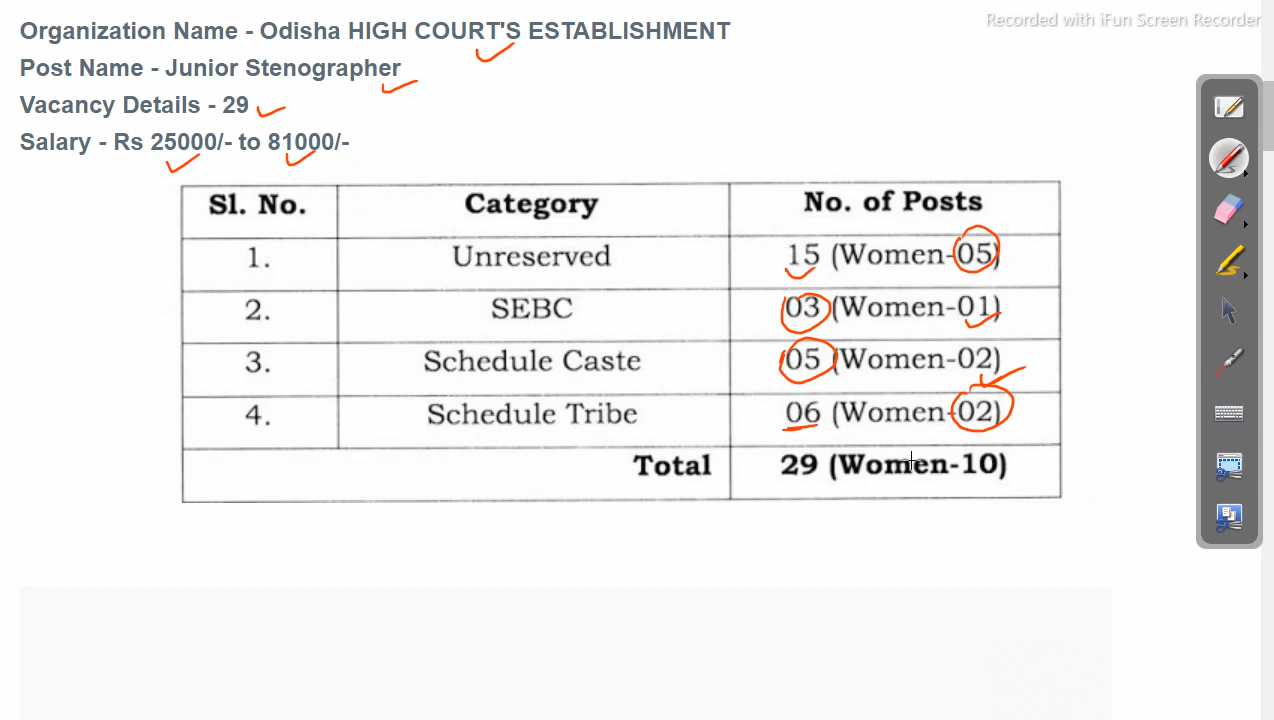 Organization Name - Odisha HIGH COURT'S ESTABLISHMENT
Recorded with iFun Screen Recorder
Post Name - Junior Stenographer
Vacancy Details - 29
Salary - Rs 25000/- to 81000/-
Sl. No. Category No. of Posts
1. Unreserved 15 (Women-05)
2. SEBC 03 (Women-01)
3. Schedule Caste 05 (Women-02)
4. Schedule Tribe 06 (Women-02)
Total 29 (Women-10)